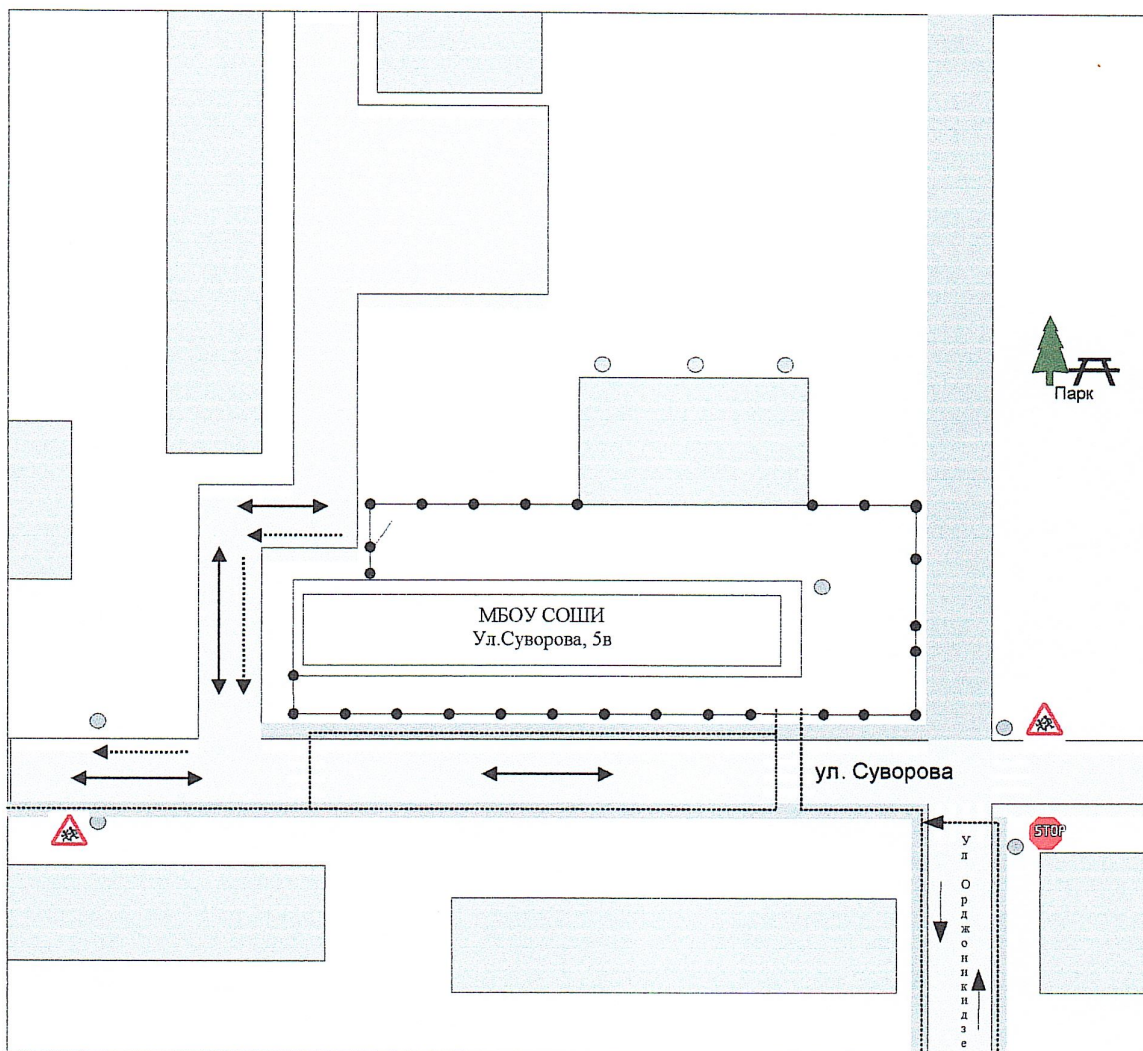 Парк
МБОУ СОШИ
Ул.Суворова, 5в
ул. Суворова
STOP
Ул Орджоникидзе